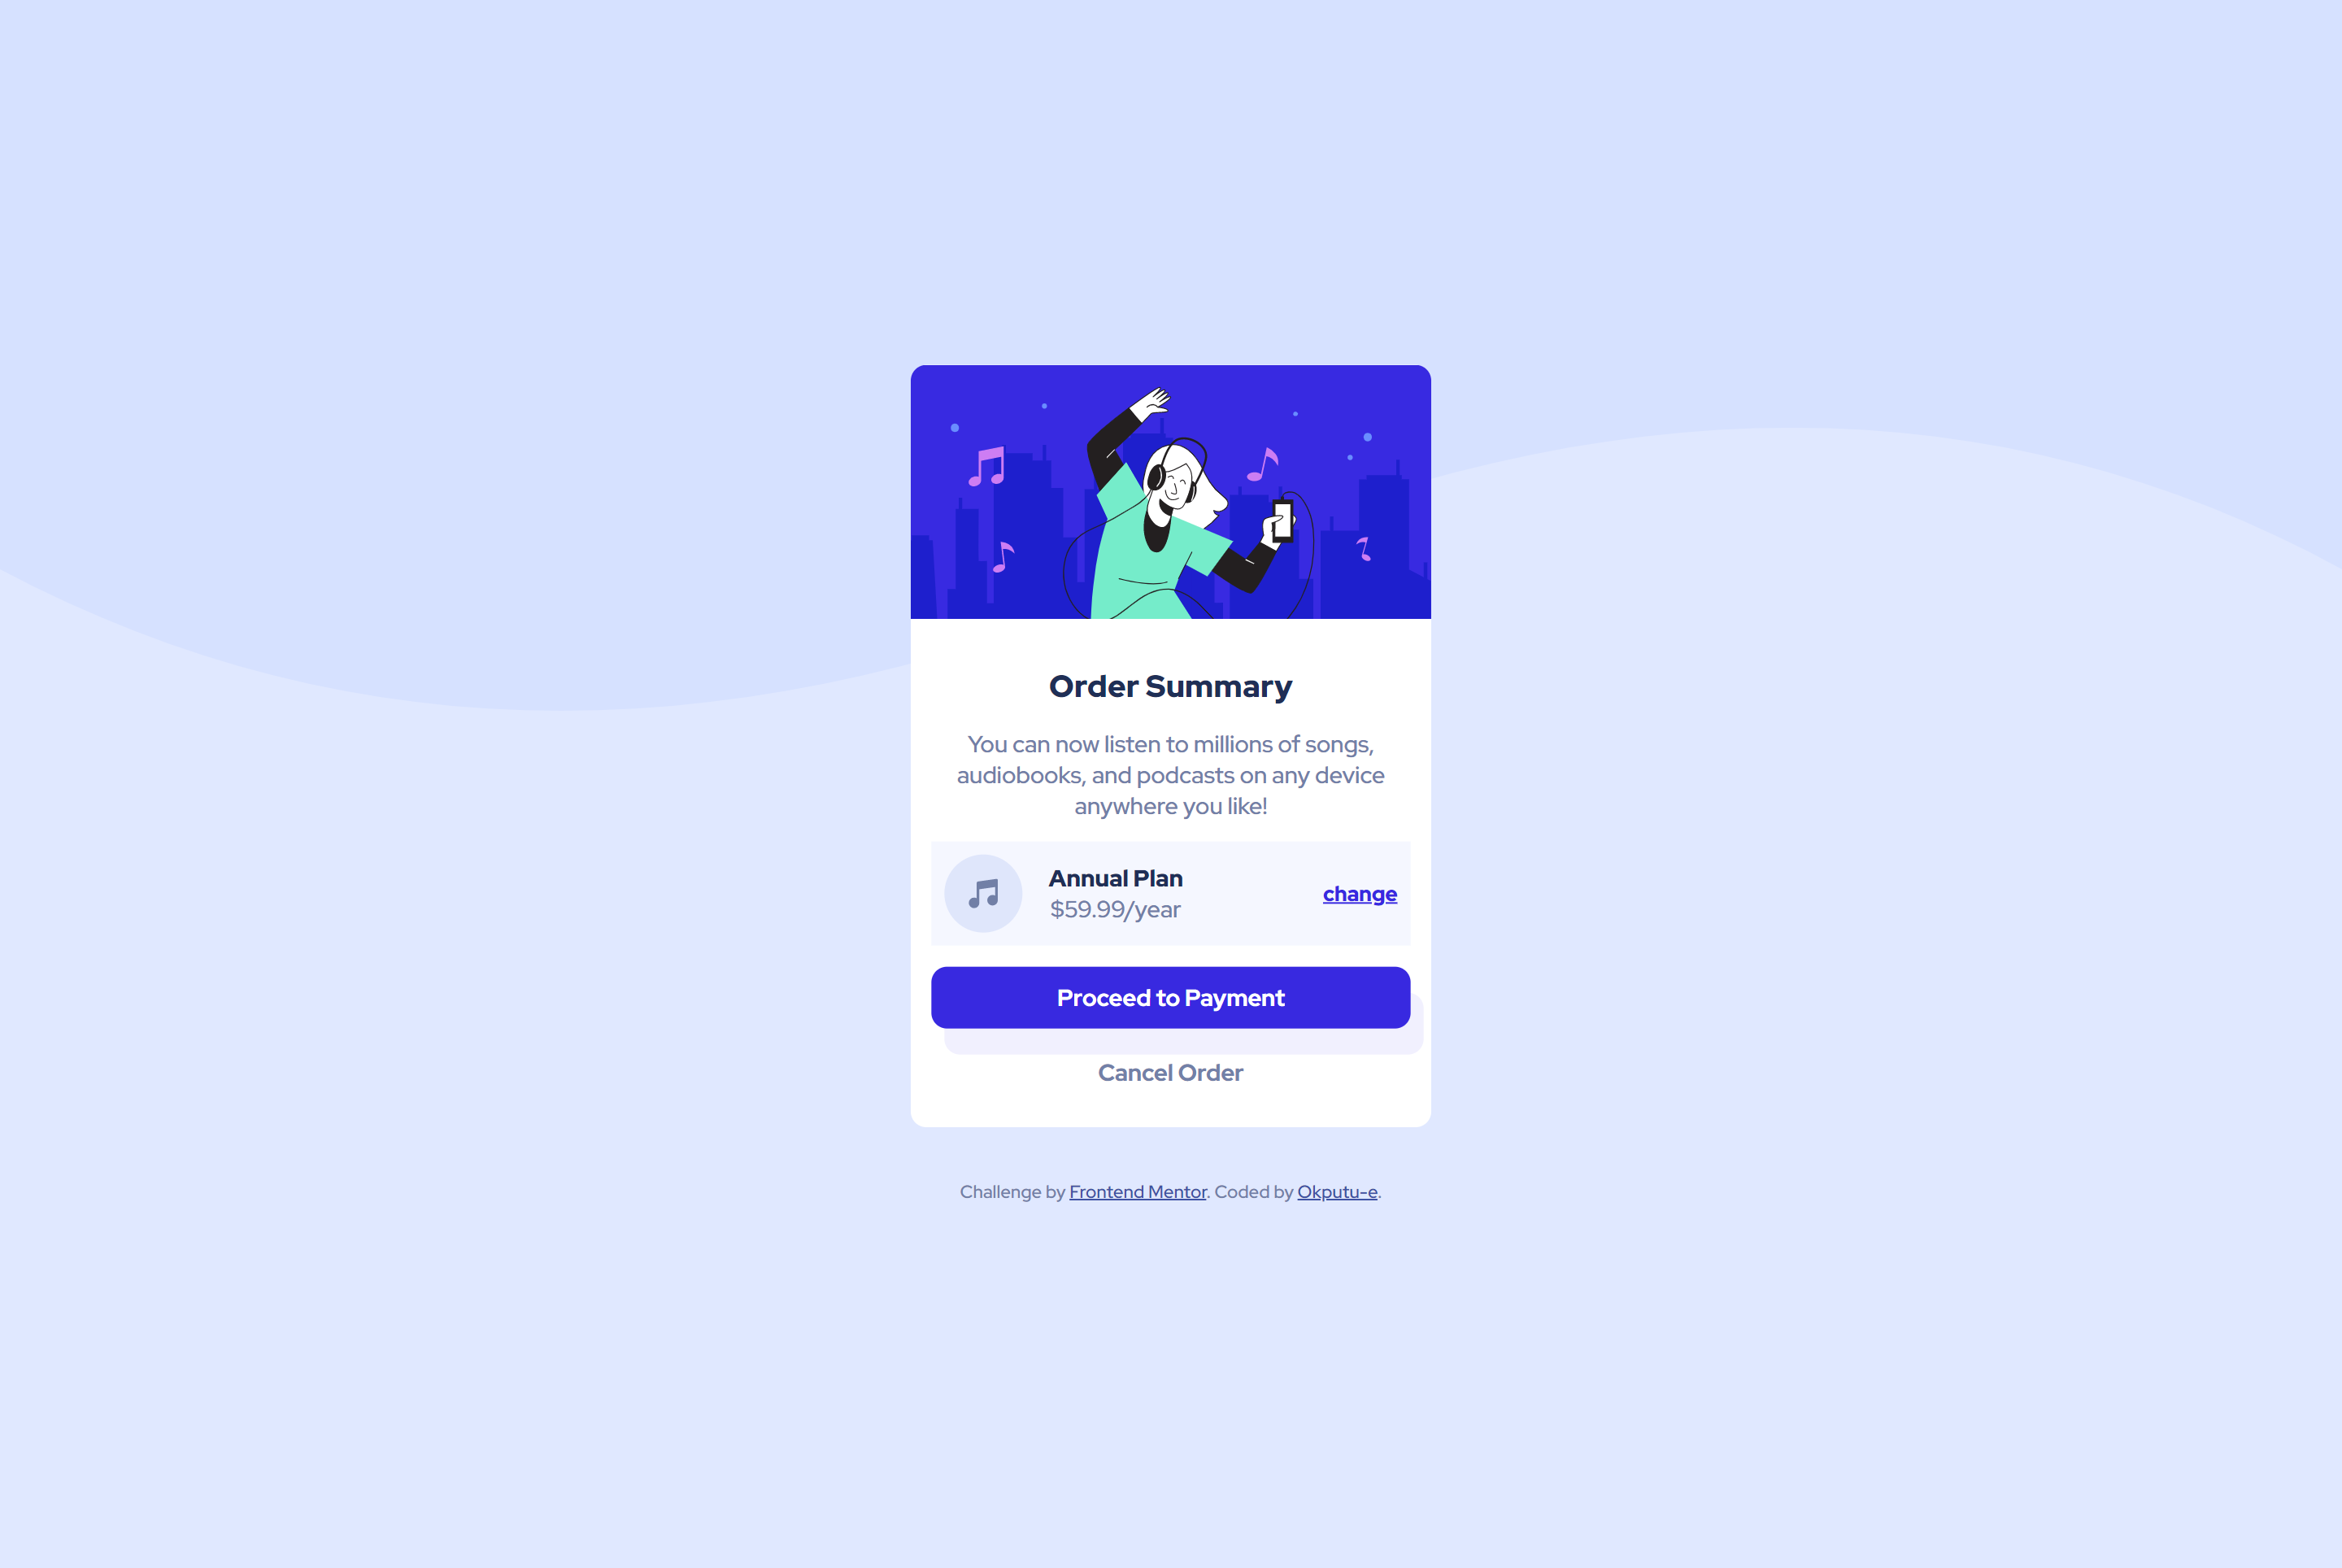 Order Summary
You can now listen to millions of songs,
audiobooks, and podcasts on any device
anywhere you like!
Annual Plan
$59.99/year
change
Proceed to Payment
Cancel Order
Challenge by Frontend Mentor. Coded by Okputu-e.